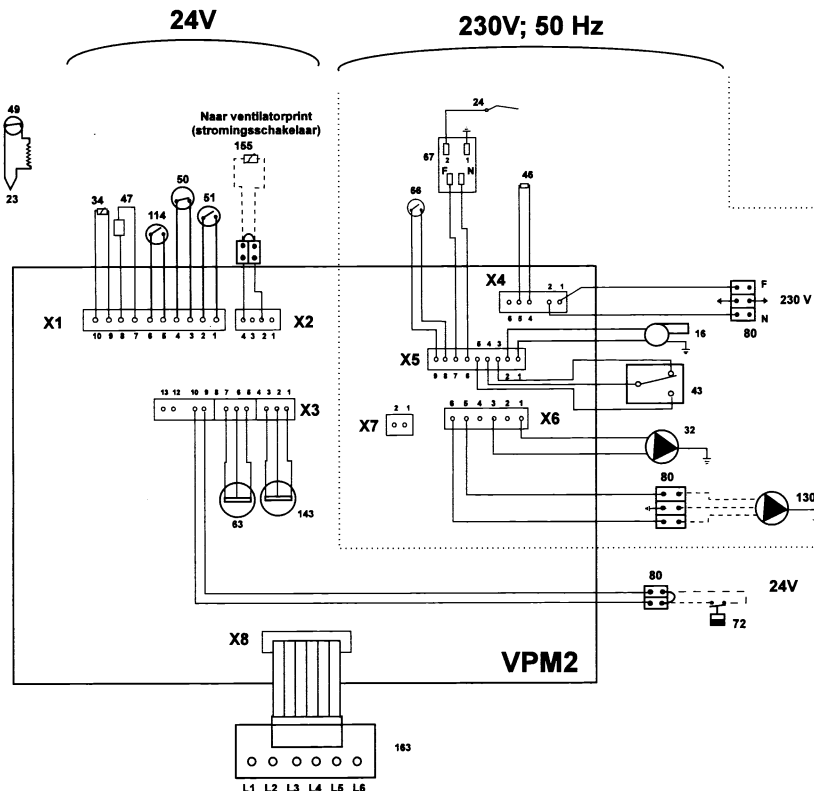 24V
230V; 50 Hz
49
23
Naar ventilatorprint
(stromingsschakelaar)
155
24
67
2 1
F N
34
47
114
50
51
56
46
X4
2 1
6 5 4
F
230 V
N
80
X1
10 9 8 7 6 5 4 3 2 1
X2
4 3 2 1
X5
5 4 3
9 8 7 6 2 1
16
43
X3
13 12 10 9 8 7 6 5 4 3 2 1
X7
2 1
6 5 4 3 2 1
X6
32
63
143
80
130
80
24V
72
X8
VPM2
163
L1 L2 L3 L4 L5 L6